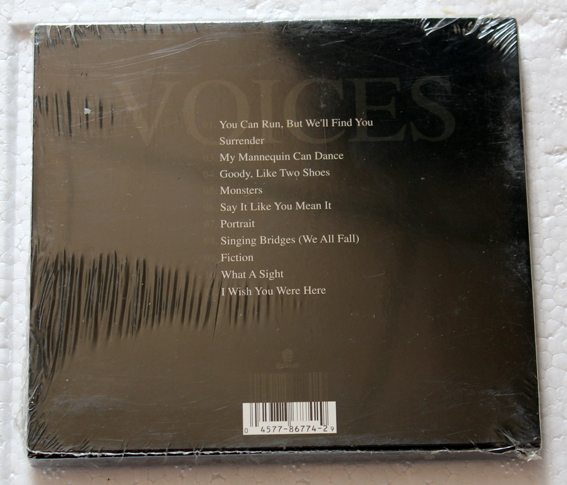 VOICES
You Can Run, But We'll Find You
Surrender
My Mannequin Can Dance
Goody, Like Two Shoes
Monsters
Say It Like You Mean It
Portrait
Singing Bridges (We All Fall)
Fiction
What A Sight
I Wish You Were Here
0 4577-86774-2 9